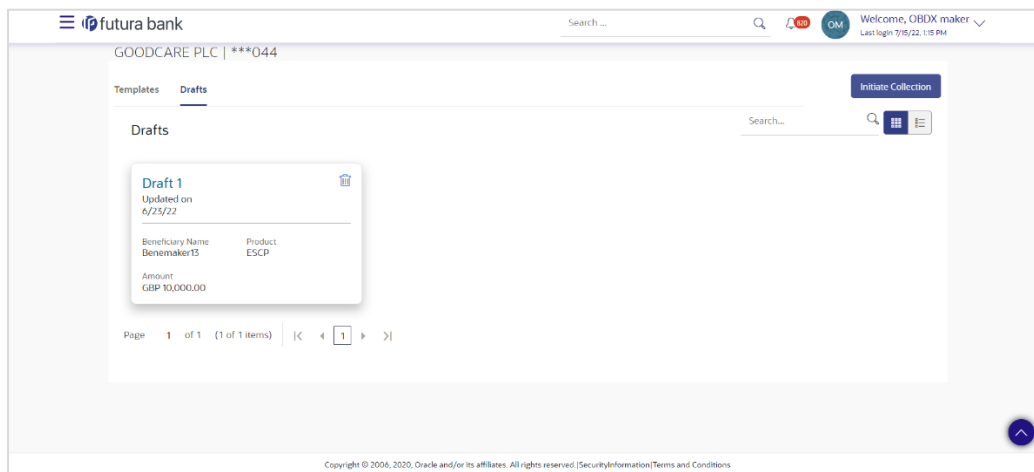 futura bank
Search ...
820
OM
Welcome, OBDX maker
Last login 7/15/22, 1:15 PM
GOODCARE PLC | ***044
Templates Drafts
Initiate Collection
Drafts
Search...
Draft 1
Updated on
6/23/22
Beneficiary Name Product
Benemaker13 ESCP
Amount
GBP 10,000.00
Page 1 of 1 (1 of 1 items) 1
Copyright © 2006, 2020, Oracle and/or its affiliates. All rights reserved.|SecurityInformation|Terms and Conditions